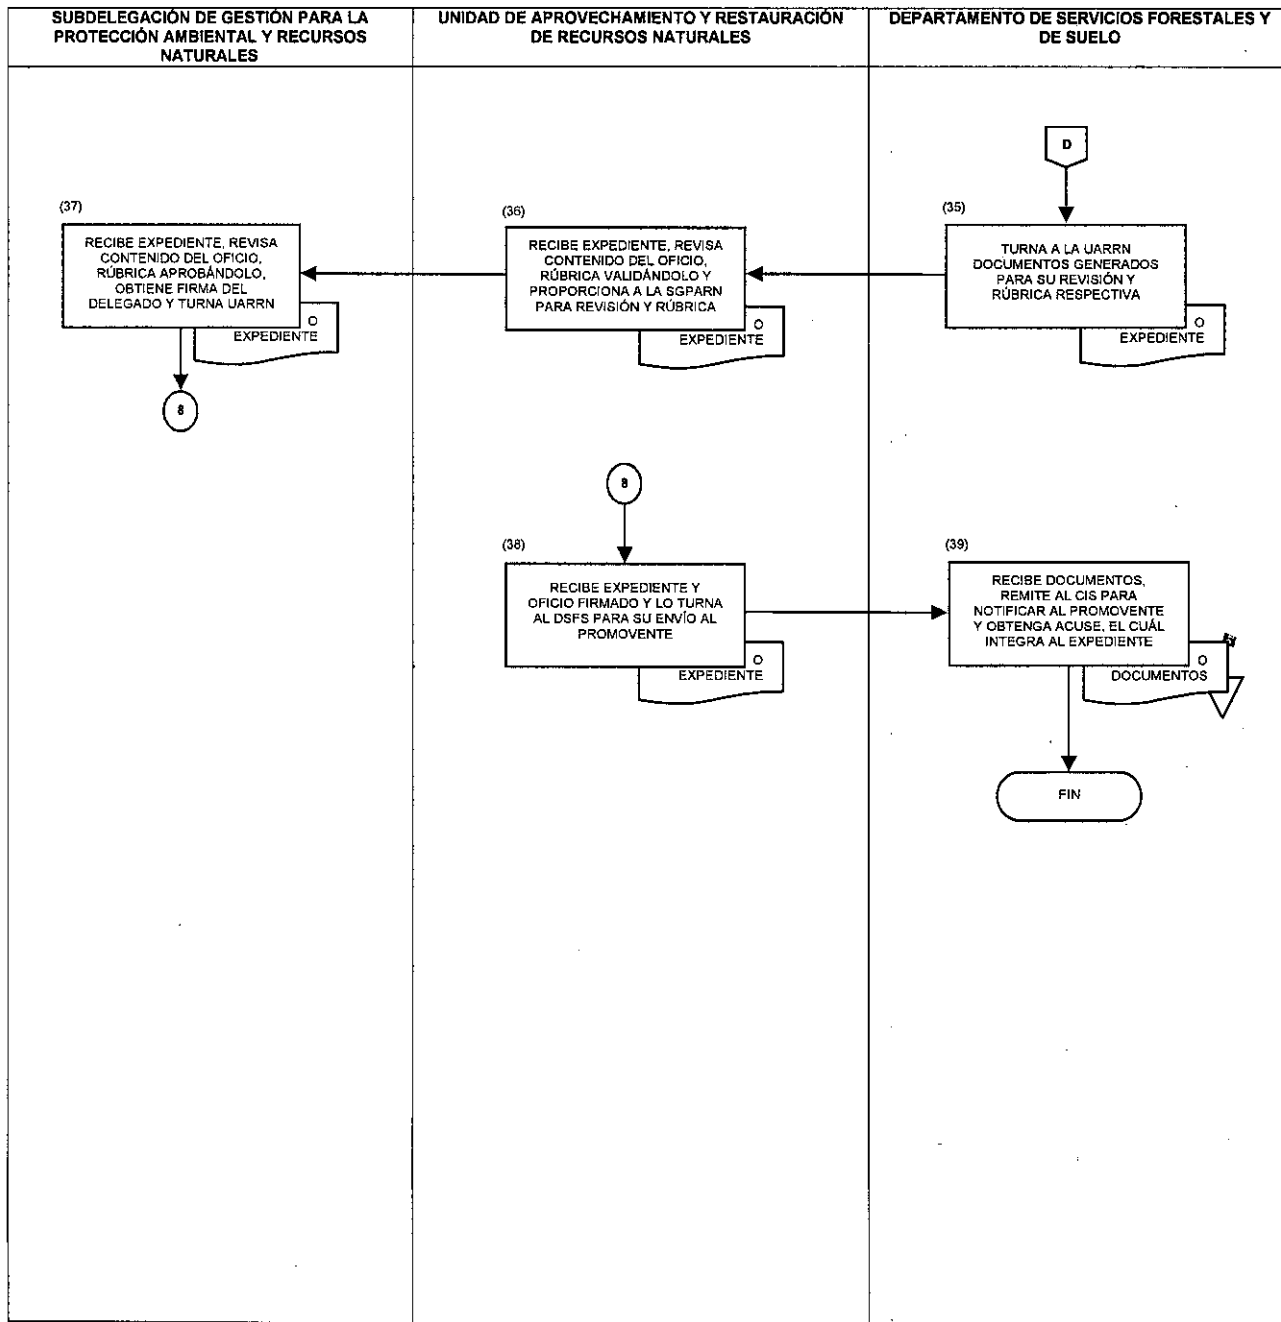 SUBDELEGACIÓN DE GESTIÓN PARA LA
PROTECCIÓN AMBIENTAL Y RECURSOS
NATURALES
UNIDAD DE APROVECHAMIENTO Y RESTAURACIÓN
DE RECURSOS NATURALES
DEPARTAMENTO DE SERVICIOS FORESTALES Y
DE SUELO
D
(35)
TURNA A LA UARRN
DOCUMENTOS GENERADOS
PARA SU REVISIÓN Y
RÚBRICA RESPECTIVA
O
EXPEDIENTE
(36)
RECIBE EXPEDIENTE, REVISA
CONTENIDO DEL OFICIO,
RÚBRICA VALIDÁNDOLO Y
PROPORCIONA A LA SGPARN
PARA REVISIÓN Y RÚBRICA
O
EXPEDIENTE
(37)
RECIBE EXPEDIENTE, REVISA
CONTENIDO DEL OFICIO,
RÚBRICA APROBÁNDOLO,
OBTIENE FIRMA DEL
DELEGADO Y TURNA UARRN
O
EXPEDIENTE
8
8
(38)
RECIBE EXPEDIENTE Y
OFICIO FIRMADO Y LO TURNA
AL DSFS PARA SU ENVÍO AL
PROMOVENTE
O
EXPEDIENTE
(39)
RECIBE DOCUMENTOS,
REMITE AL CIS PARA
NOTIFICAR AL PROMOVENTE
Y OBTENGA ACUSE, EL CUÁL
INTEGRA AL EXPEDIENTE
O
DOCUMENTOS
FIN